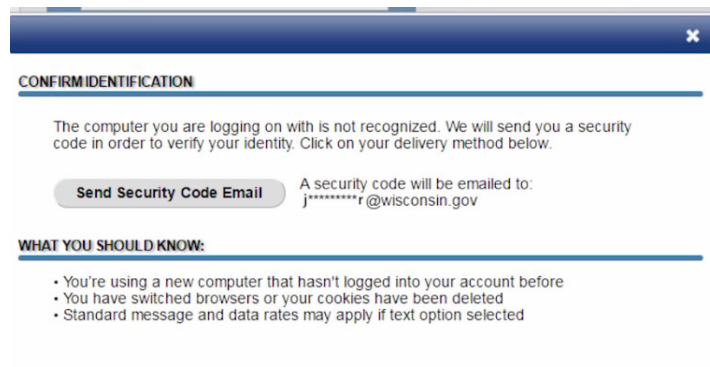 CONFIRM IDENTIFICATION
The computer you are logging on with is not recognized. We will send you a security
code in order to verify your identity. Click on your delivery method below.
Send Security Code Email
A security code will be emailed to:
j*********r@wisconsin.gov
WHAT YOU SHOULD KNOW:
• You're using a new computer that hasn't logged into your account before
• You have switched browsers or your cookies have been deleted
• Standard message and data rates may apply if text option selected